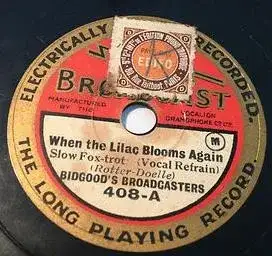 ELECTRICALLY RECORDED.
EDIFO
BROADCAST
MANUFACTURED BY THE
VOCALION GRAMOPHONE CO LTD
When the Lilac Blooms Again
M
Slow Fox-trot (Vocal Refrain)
(Rotter-Doelle)
BIDGOOD'S BROADCASTERS
408-A
THE LONG PLAYING RECORD